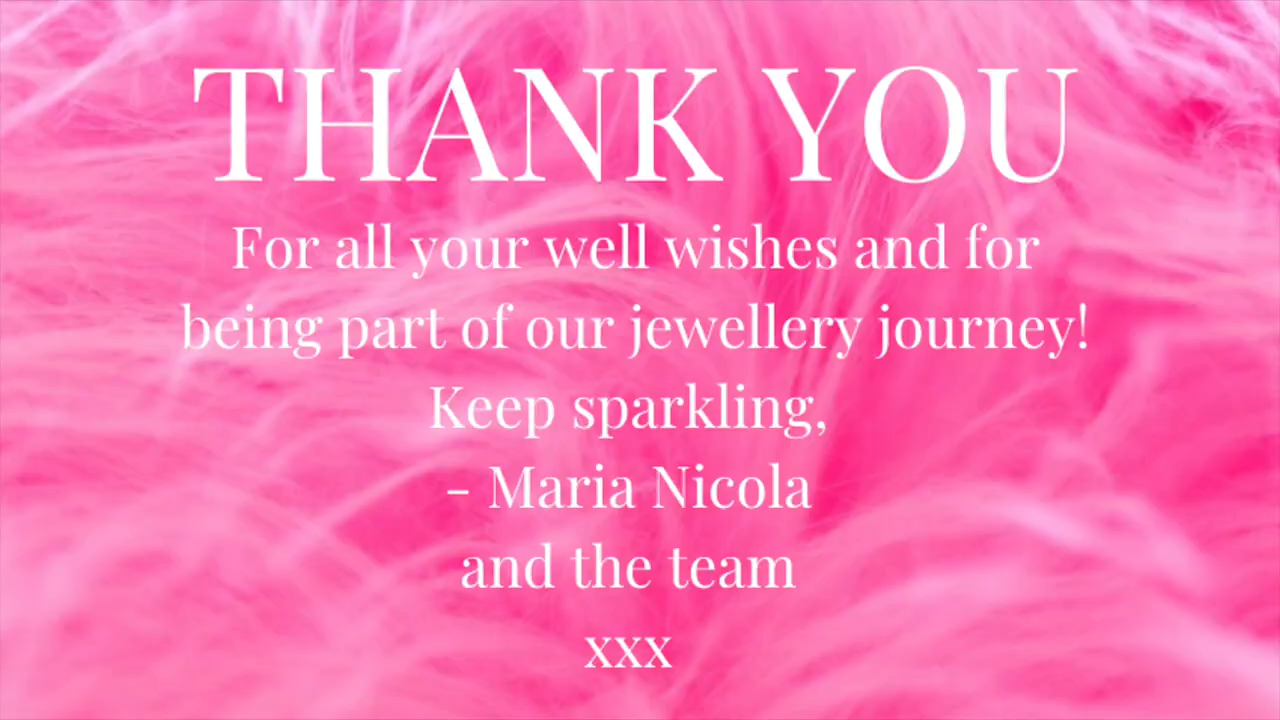 THANK YOU
For all your well wishes and for
being part of our jewellery journey!
Keep sparkling,
- Maria Nicola
and the team
xxx